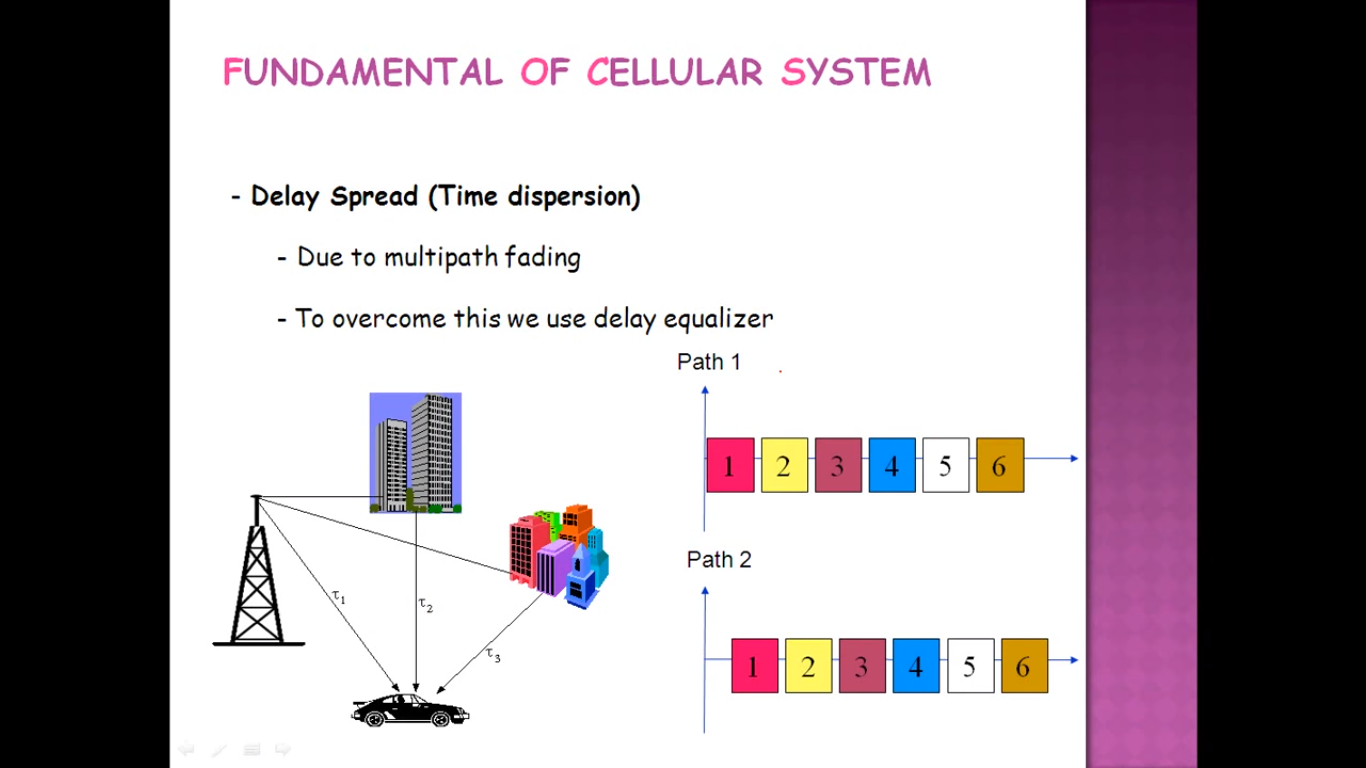 FUNDAMENTAL OF CELLULAR SYSTEM
- Delay Spread (Time dispersion)
- Due to multipath fading
- To overcome this we use delay equalizer
Path 1
1 2 3 4 5 6
τ1
τ2
τ3
Path 2
1 2 3 4 5 6